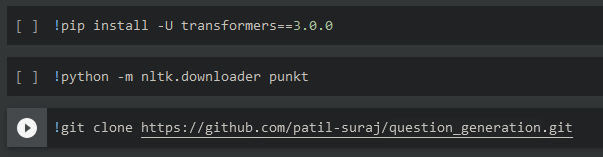 [ ] !pip install -U transformers==3.0.0
[ ] !python -m nltk.downloader punkt
!git clone https://github.com/patil-suraj/question_generation.git